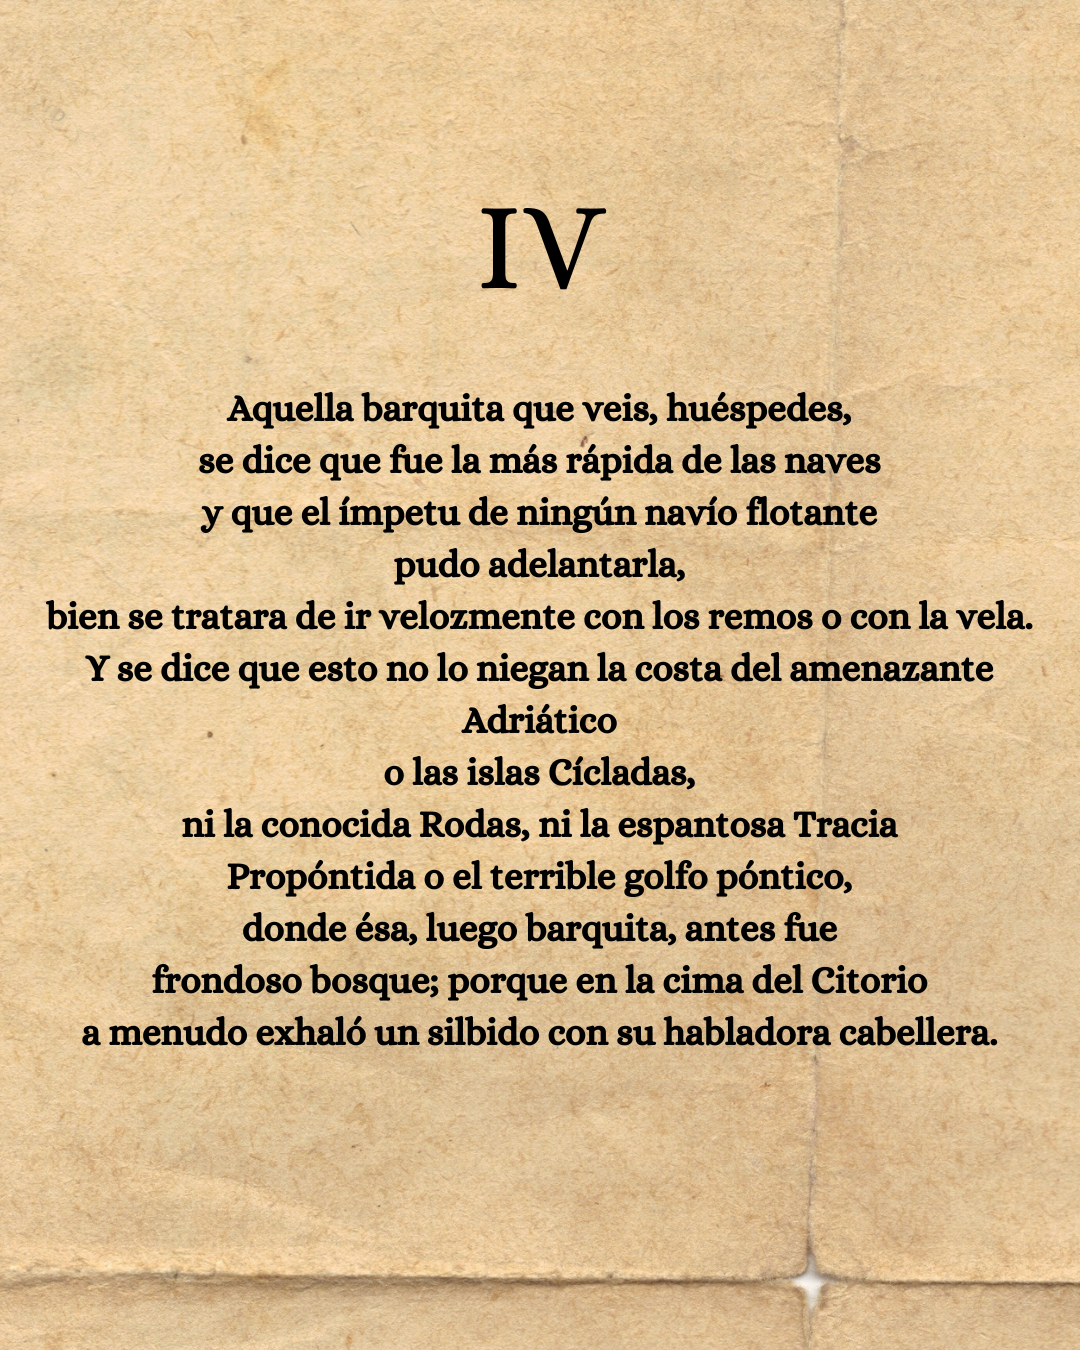 IV
Aquella barquita que veis, huéspedes,
se dice que fue la más rápida de las naves
y que el ímpetu de ningún navío flotante
pudo adelantarla,
bien se tratara de ir velozmente con los remos o con la vela.
Y se dice que esto no lo niegan la costa del amenazante
Adriático
o las islas Cícladas,
ni la conocida Rodas, ni la espantosa Tracia
Propóntida o el terrible golfo póntico,
donde ésa, luego barquita, antes fue
frondoso bosque; porque en la cima del Citorio
a menudo exhaló un silbido con su habladora cabellera.